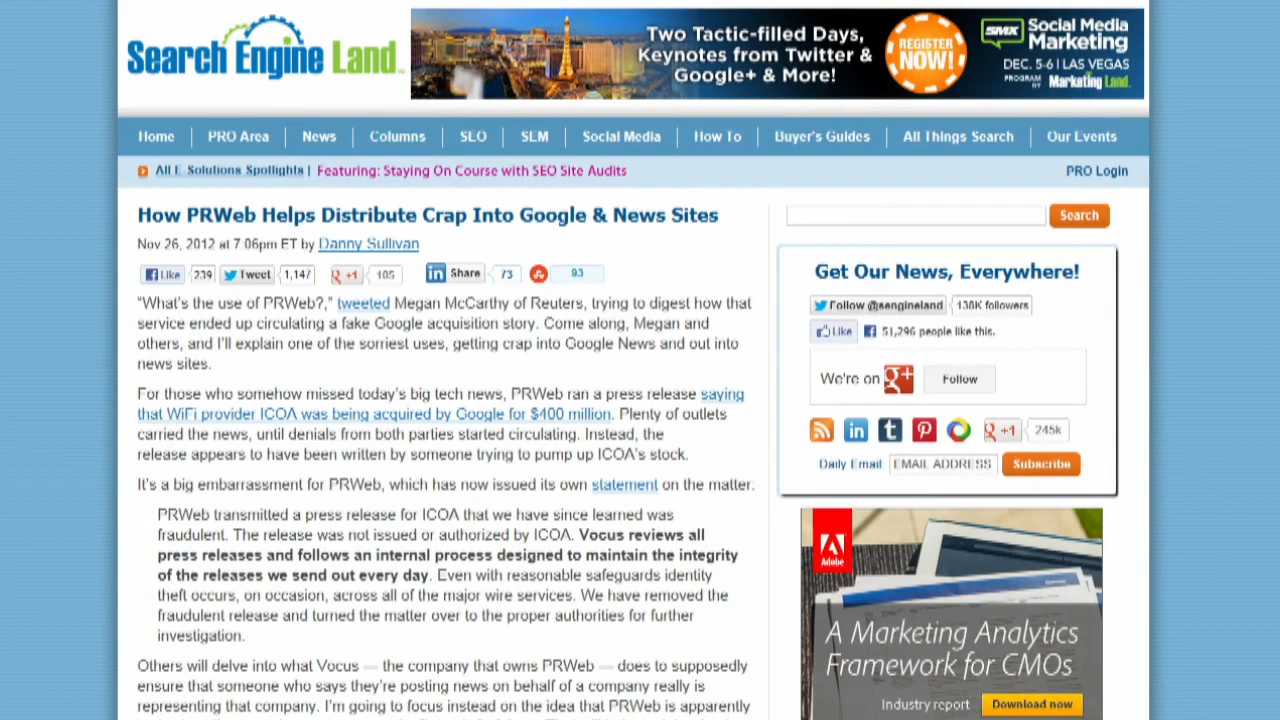 Search Engine Land
Two Tactic-filled Days,
Keynotes from Twitter &
Google+ & More!
REGISTER
NOW!
SMX
Social Media
Marketing
DEC. 5-6 | LAS VEGAS
PROGRAM BY Marketing Land
Home PRO Area News Columns SEO SEM Social Media How To Buyer's Guides All Things Search Our Events
All E Solutions Spotlights | Featuring: Staying On Course with SEO Site Audits PRO Login
How PRWeb Helps Distribute Crap Into Google & News Sites
Nov 26, 2012 at 7:06pm ET by Danny Sullivan
Like 239 Tweet 1,147 +1 105 in Share 73 93
“What’s the use of PRWeb?,” tweeted Megan McCarthy of Reuters, trying to digest how that
service ended up circulating a fake Google acquisition story. Come along, Megan and
others, and I’ll explain one of the sorriest uses, getting crap into Google News and out into
news sites.
For those who somehow missed today’s big tech news, PRWeb ran a press release saying
that WiFi provider ICOA was being acquired by Google for $400 million. Plenty of outlets
carried the news, until denials from both parties started circulating. Instead, the
release appears to have been written by someone trying to pump up ICOA’s stock.
It’s a big embarrassment for PRWeb, which has now issued its own statement on the matter.
PRWeb transmitted a press release for ICOA that we have since learned was
fraudulent. The release was not issued or authorized by ICOA. Vocus reviews all
press releases and follows an internal process designed to maintain the integrity
of the releases we send out every day. Even with reasonable safeguards identity
theft occurs, on occasion, across all of the major wire services. We have removed the
fraudulent release and turned the matter over to the proper authorities for further
investigation.
Others will delve into what Vocus — the company that owns PRWeb — does to supposedly
ensure that someone who says they’re posting news on behalf of a company really is
representing that company. I’m going to focus instead on the idea that PRWeb is apparently
Search
Get Our News, Everywhere!
Follow @sengineland 138K followers
Like 51,296 people like this.
We're on g+ Follow
in t +1 245k
Daily Email EMAIL ADDRESS Subscribe
Adobe
A Marketing Analytics
Framework for CMOs
Industry report Download now